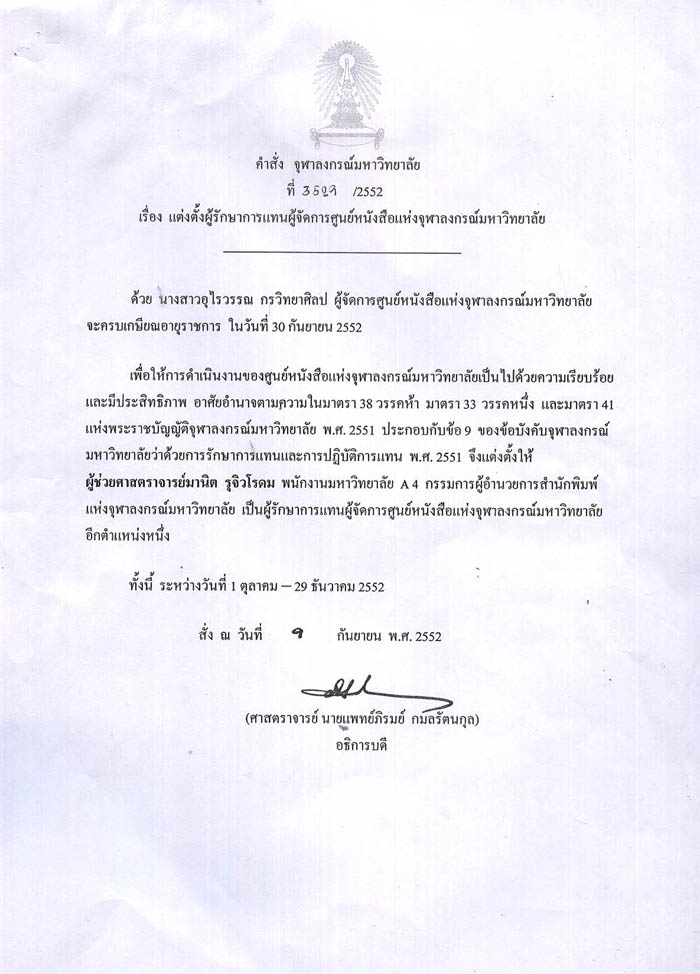 คำสั่ง จุฬาลงกรณ์มหาวิทยาลัย
ที่ /2552
เรื่อง แต่งตั้งผู้รักษาการแทนผู้จัดการศูนย์หนังสือแห่งจุฬาลงกรณ์มหาวิทยาลัย
ด้วย นางสาวอุไรวรรณ กรวิทยาศิลป ผู้จัดการศูนย์หนังสือแห่งจุฬาลงกรณ์มหาวิทยาลัย
จะครบเกษียณอายุราชการ ในวันที่ 30 กันยายน 2552
เพื่อให้การดำเนินงานของศูนย์หนังสือแห่งจุฬาลงกรณ์มหาวิทยาลัยเป็นไปด้วยความเรียบร้อย
และมีประสิทธิภาพ อาศัยอำนาจตามความในมาตรา 38 วรรคห้า มาตรา 33 วรรคหนึ่ง และมาตรา 41
แห่งพระราชบัญญัติจุฬาลงกรณ์มหาวิทยาลัย พ.ศ. 2551 ประกอบกับข้อ 9 ของข้อบังคับจุฬาลงกรณ์
มหาวิทยาลัยว่าด้วยการรักษาการแทนและการปฏิบัติการแทน พ.ศ. 2551 จึงแต่งตั้งให้
ผู้ช่วยศาสตราจารย์มานิต รุจิวโรดม พนักงานมหาวิทยาลัย A 4 กรรมการผู้อำนวยการสำนักพิมพ์
แห่งจุฬาลงกรณ์มหาวิทยาลัย เป็นผู้รักษาการแทนผู้จัดการศูนย์หนังสือแห่งจุฬาลงกรณ์มหาวิทยาลัย
อีกตำแหน่งหนึ่ง
ทั้งนี้ ระหว่างวันที่ 1 ตุลาคม – 29 ธันวาคม 2552
สั่ง ณ วันที่ ๑ กันยายน พ.ศ. 2552
(ศาสตราจารย์ นายแพทย์ภิรมย์ กมลรัตนกุล)
อธิการบดี